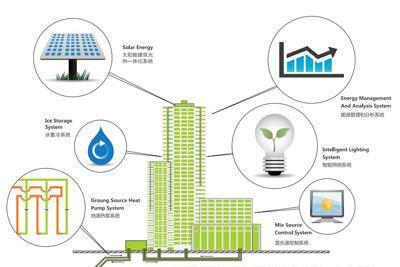 Solar Energy
太阳能建筑光
热一体化系统
Energy Management
And Analysis System
能源管理和分析系统
Ice Storage
System
冰蓄冷系统
Intelligent Lighting
System
智能照明系统
Groung Source Heat
Pump System
地源热泵系统
Mix Source
Control System
混合源控制系统